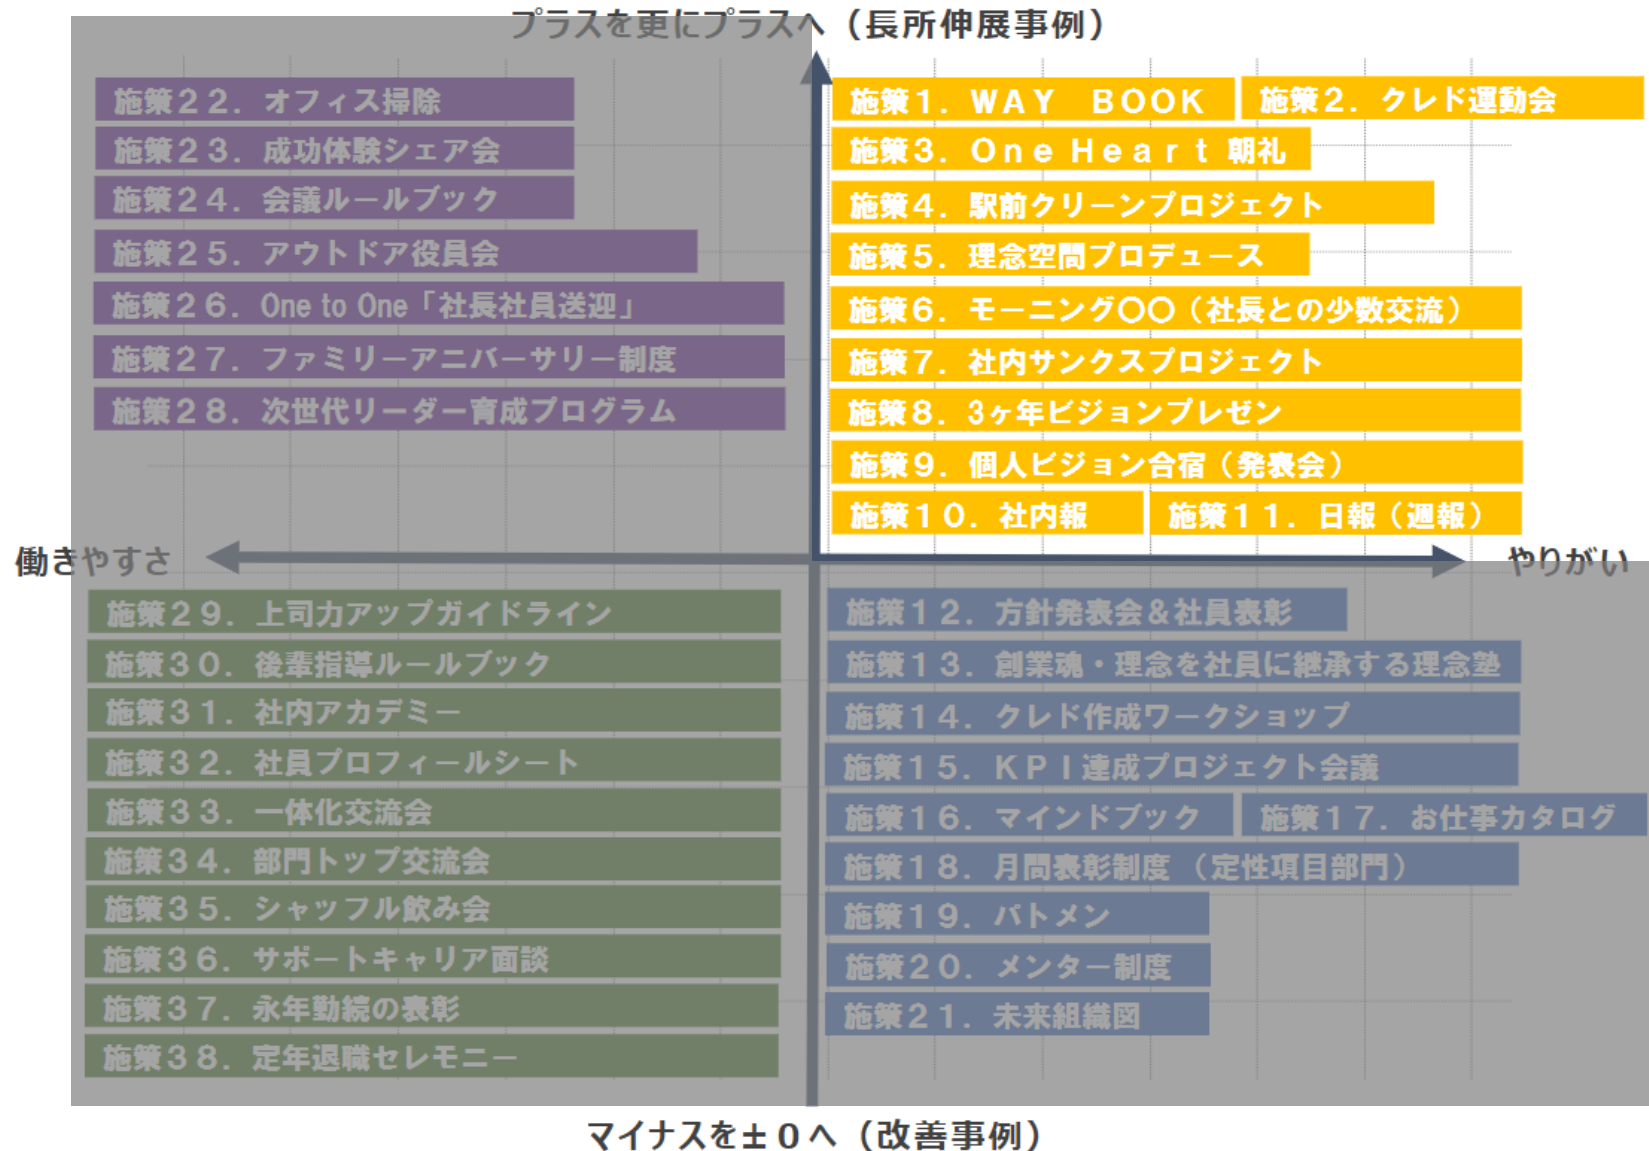 プラスを更にプラスへ（長所伸展事例）
施策２２．オフィス掃除
施策２３．成功体験シェア会
施策２４．会議ルールブック
施策２５．アウトドア役員会
施策２６．One to One「社長社員送迎」
施策２７．ファミリーアニバーサリー制度
施策２８．次世代リーダー育成プログラム
施策１．ＷＡＹ　ＢＯＯＫ
施策２．クレド運動会
施策３．Ｏｎｅ Ｈｅａｒｔ 朝礼
施策４．駅前クリーンプロジェクト
施策５．理念空間プロデュース
施策６．モーニング〇〇（社長との少数交流）
施策７．社内サンクスプロジェクト
施策８．3ヶ年ビジョンプレゼン
施策９．個人ビジョン合宿（発表会）
施策１０．社内報
施策１１．日報（週報）
働きやすさ
やりがい
施策２９．上司力アップガイドライン
施策３０．後輩指導ルールブック
施策３１．社内アカデミー
施策３２．社員プロフィールシート
施策３３．一体化交流会
施策３４．部門トップ交流会
施策３５．シャッフル飲み会
施策３６．サポートキャリア面談
施策３７．永年勤続の表彰
施策３８．定年退職セレモニー
施策１２．方針発表会＆社員表彰
施策１３．創業魂・理念を社員に継承する理念塾
施策１４．クレド作成ワークショップ
施策１５．ＫＰＩ達成プロジェクト会議
施策１６．マインドブック
施策１７．お仕事カタログ
施策１８．月間表彰制度（定性項目部門）
施策１９．バトメン
施策２０．メンター制度
施策２１．未来組織図
マイナスを±０へ（改善事例）